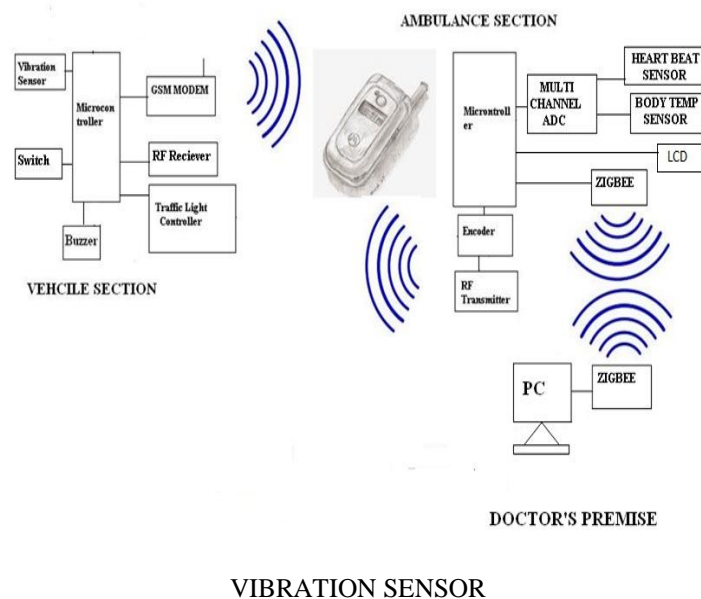 AMBULANCE SECTION
Vibration
Sensor
Microcon
troller
GSM MODEM
Switch
RF Reciever
Traffic Light
Controller
Buzzer
VEHCILE SECTION
Microntroll
er
MULTI
CHANNEL
ADC
HEART BEAT
SENSOR
BODY TEMP
SENSOR
LCD
ZIGBEE
Encoder
RF
Transmitter
PC
ZIGBEE
DOCTOR'S PREMISE
VIBRATION SENSOR